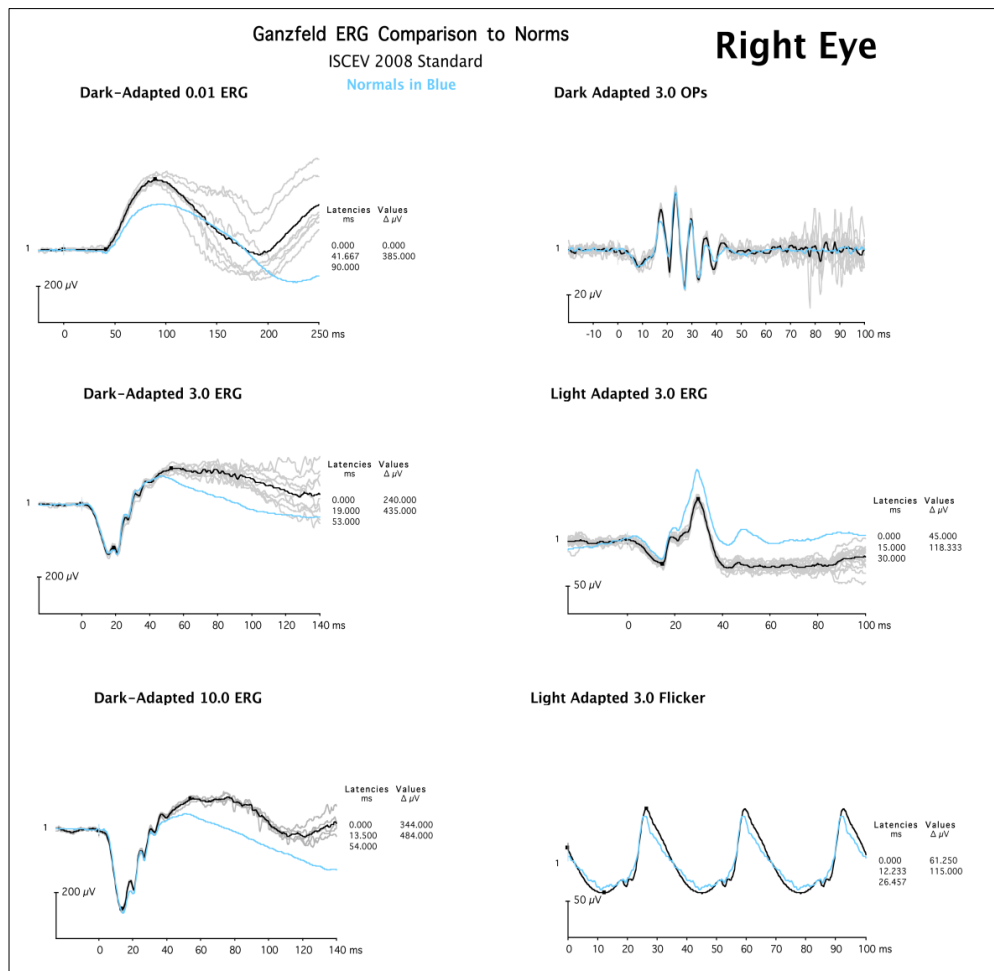 Ganzfeld ERG Comparison to Norms
ISCEV 2008 Standard
Normals in Blue
Right Eye
Dark-Adapted 0.01 ERG
Latencies Values
ms Δ µV
0.000 0.000
41.667 385.000
90.000
1
200 µV
0 50 100 150 200 250 ms
Dark Adapted 3.0 OPs
1
20 µV
-10 0 10 20 30 40 50 60 70 80 90 100 ms
Dark-Adapted 3.0 ERG
Latencies Values
ms Δ µV
0.000 240.000
19.000 435.000
53.000
1
200 µV
0 20 40 60 80 100 120 140 ms
Light Adapted 3.0 ERG
Latencies Values
ms Δ µV
0.000 45.000
15.000 118.333
30.000
1
50 µV
0 20 40 60 80 100 ms
Dark-Adapted 10.0 ERG
Latencies Values
ms Δ µV
0.000 344.000
13.500 484.000
54.000
1
200 µV
0 20 40 60 80 100 120 140 ms
Light Adapted 3.0 Flicker
Latencies Values
ms Δ µV
0.000 61.250
12.233 115.000
26.457
1
50 µV
0 10 20 30 40 50 60 70 80 90 100 ms